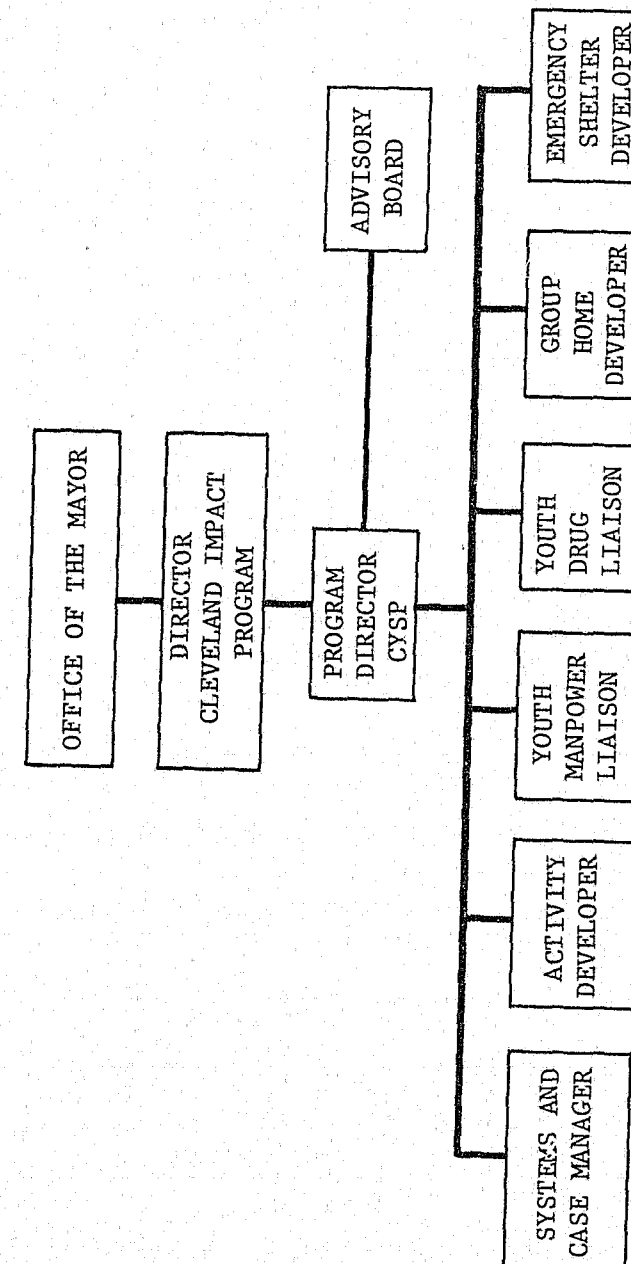 OFFICE OF THE MAYOR
DIRECTOR
CLEVELAND IMPACT
PROGRAM
PROGRAM
DIRECTOR
CYSP
ADVISORY
BOARD
SYSTEMS AND
CASE MANAGER
ACTIVITY
DEVELOPER
YOUTH
MANPOWER
LIAISON
YOUTH
DRUG
LIAISON
GROUP
HOME
DEVELOPER
EMERGENCY
SHELTER
DEVELOPER